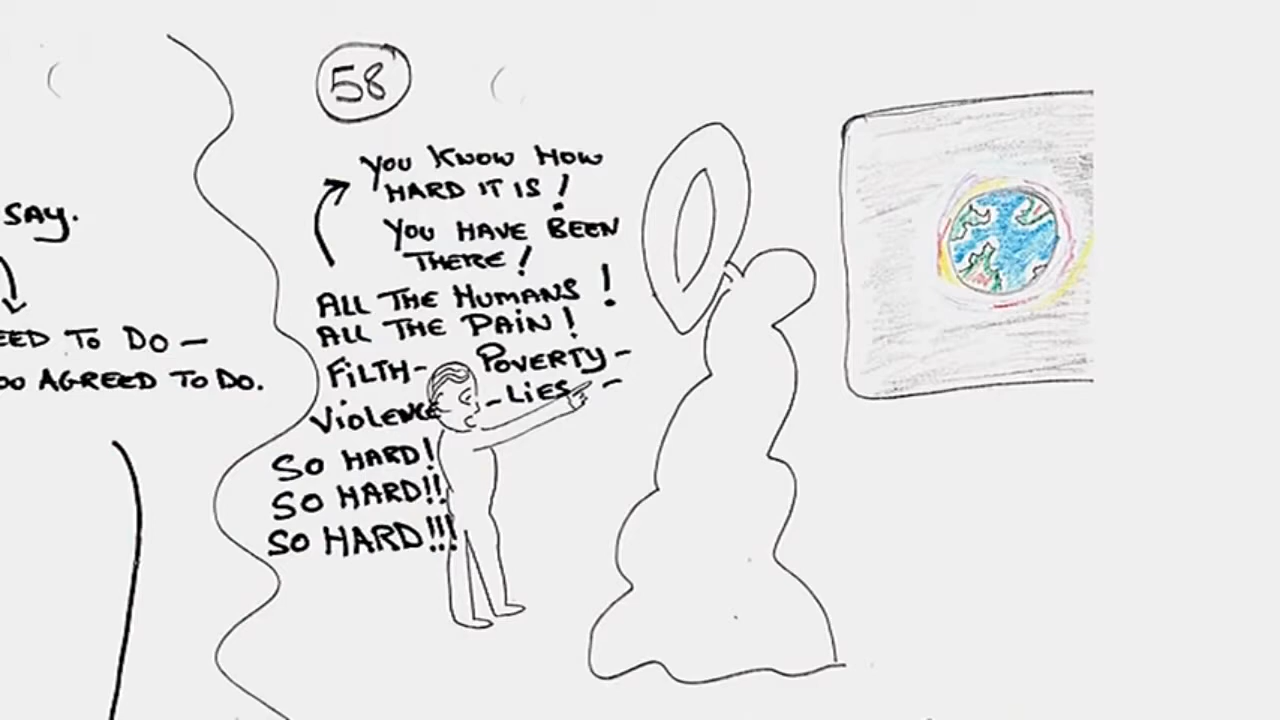 SAY.
EED TO DO -
OO AGREED TO DO.
58
YOU KNOW HOW
HARD IT IS!
YOU HAVE BEEN
THERE!
ALL THE HUMANS!
ALL THE PAIN!
FILTH- POVERTY-
VIOLENCE -LIES -
SO HARD!
SO HARD!!
SO HARD!!!